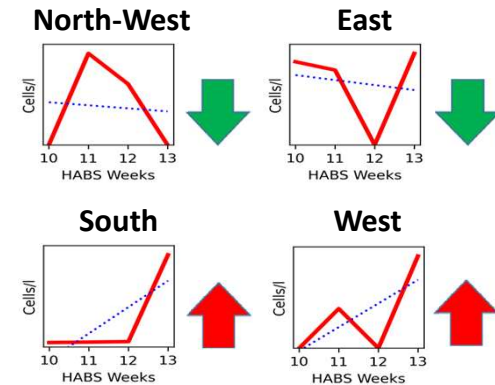 North-West
Cells/l
10 11 12 13
HABS Weeks
East
Cells/l
10 11 12 13
HABS Weeks
South
Cells/l
10 11 12 13
HABS Weeks
West
Cells/l
10 11 12 13
HABS Weeks